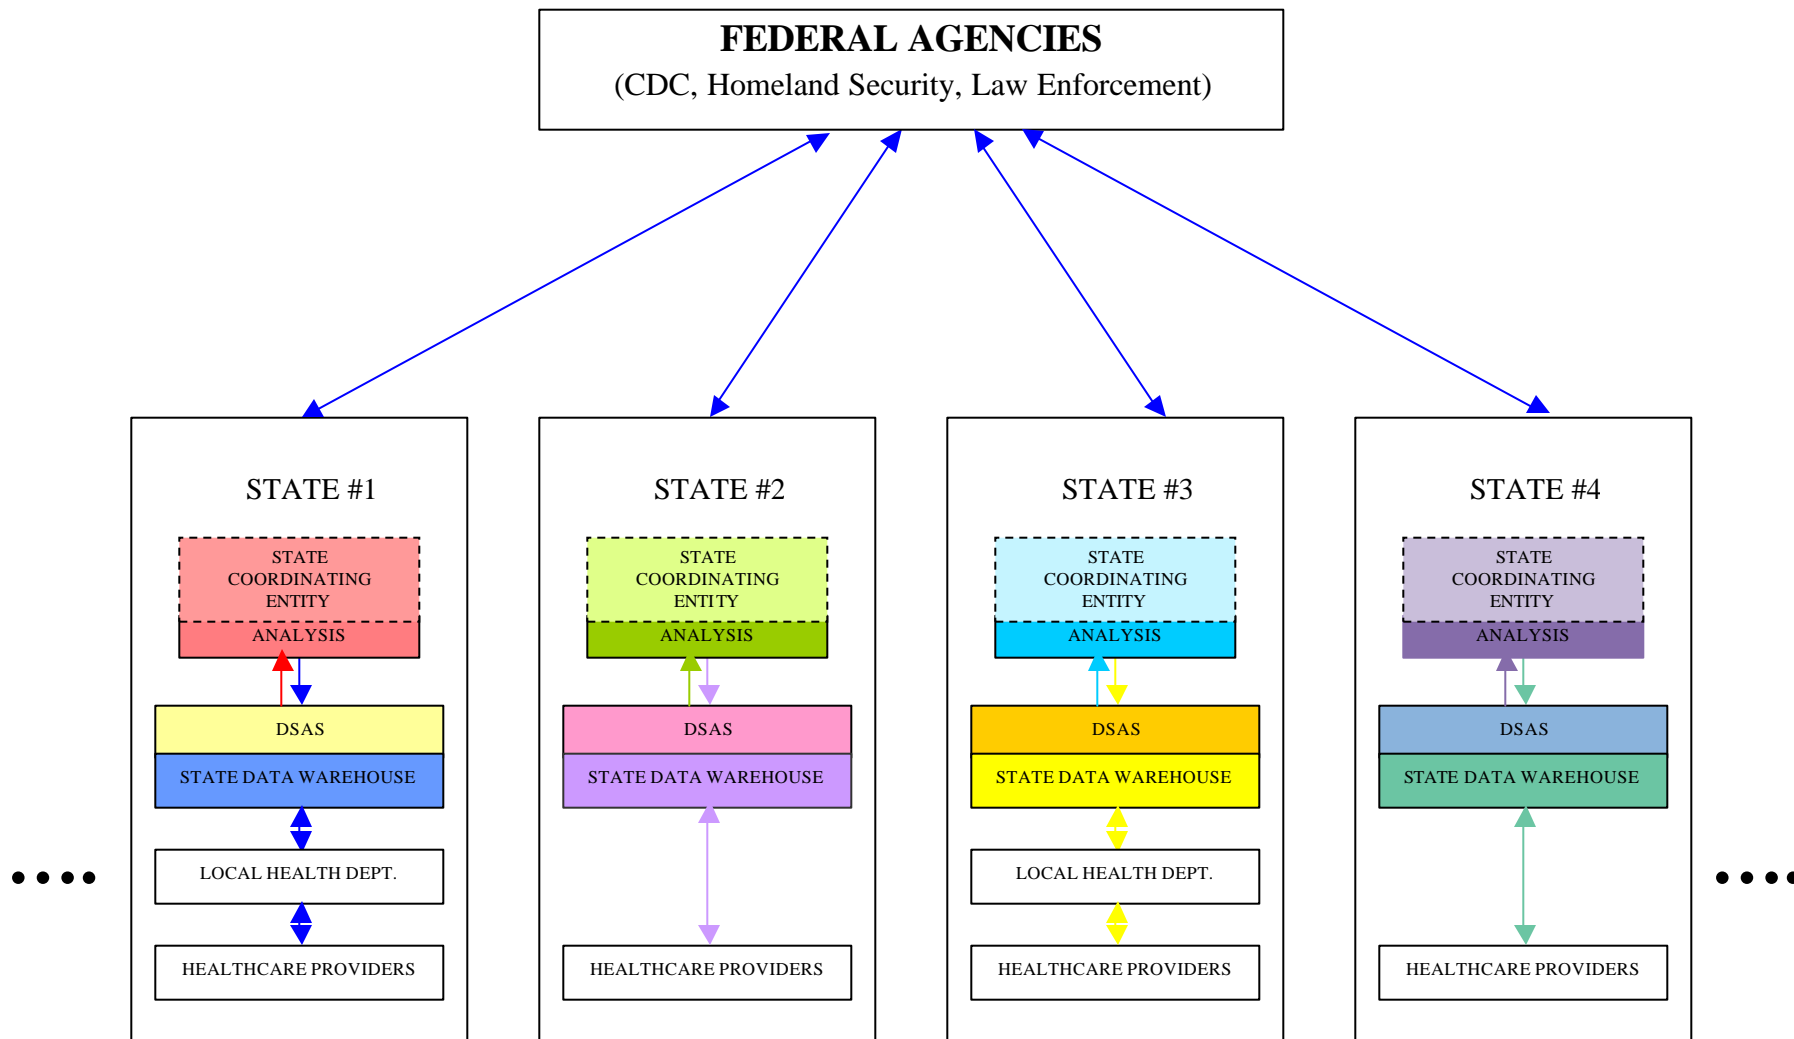 FEDERAL AGENCIES
(CDC, Homeland Security, Law Enforcement)
STATE #1
STATE
COORDINATING
ENTITY
ANALYSIS
DSAS
STATE DATA WAREHOUSE
LOCAL HEALTH DEPT.
HEALTHCARE PROVIDERS
STATE #2
STATE
COORDINATING
ENTITY
ANALYSIS
DSAS
STATE DATA WAREHOUSE
HEALTHCARE PROVIDERS
STATE #3
STATE
COORDINATING
ENTITY
ANALYSIS
DSAS
STATE DATA WAREHOUSE
LOCAL HEALTH DEPT.
HEALTHCARE PROVIDERS
STATE #4
STATE
COORDINATING
ENTITY
ANALYSIS
DSAS
STATE DATA WAREHOUSE
HEALTHCARE PROVIDERS